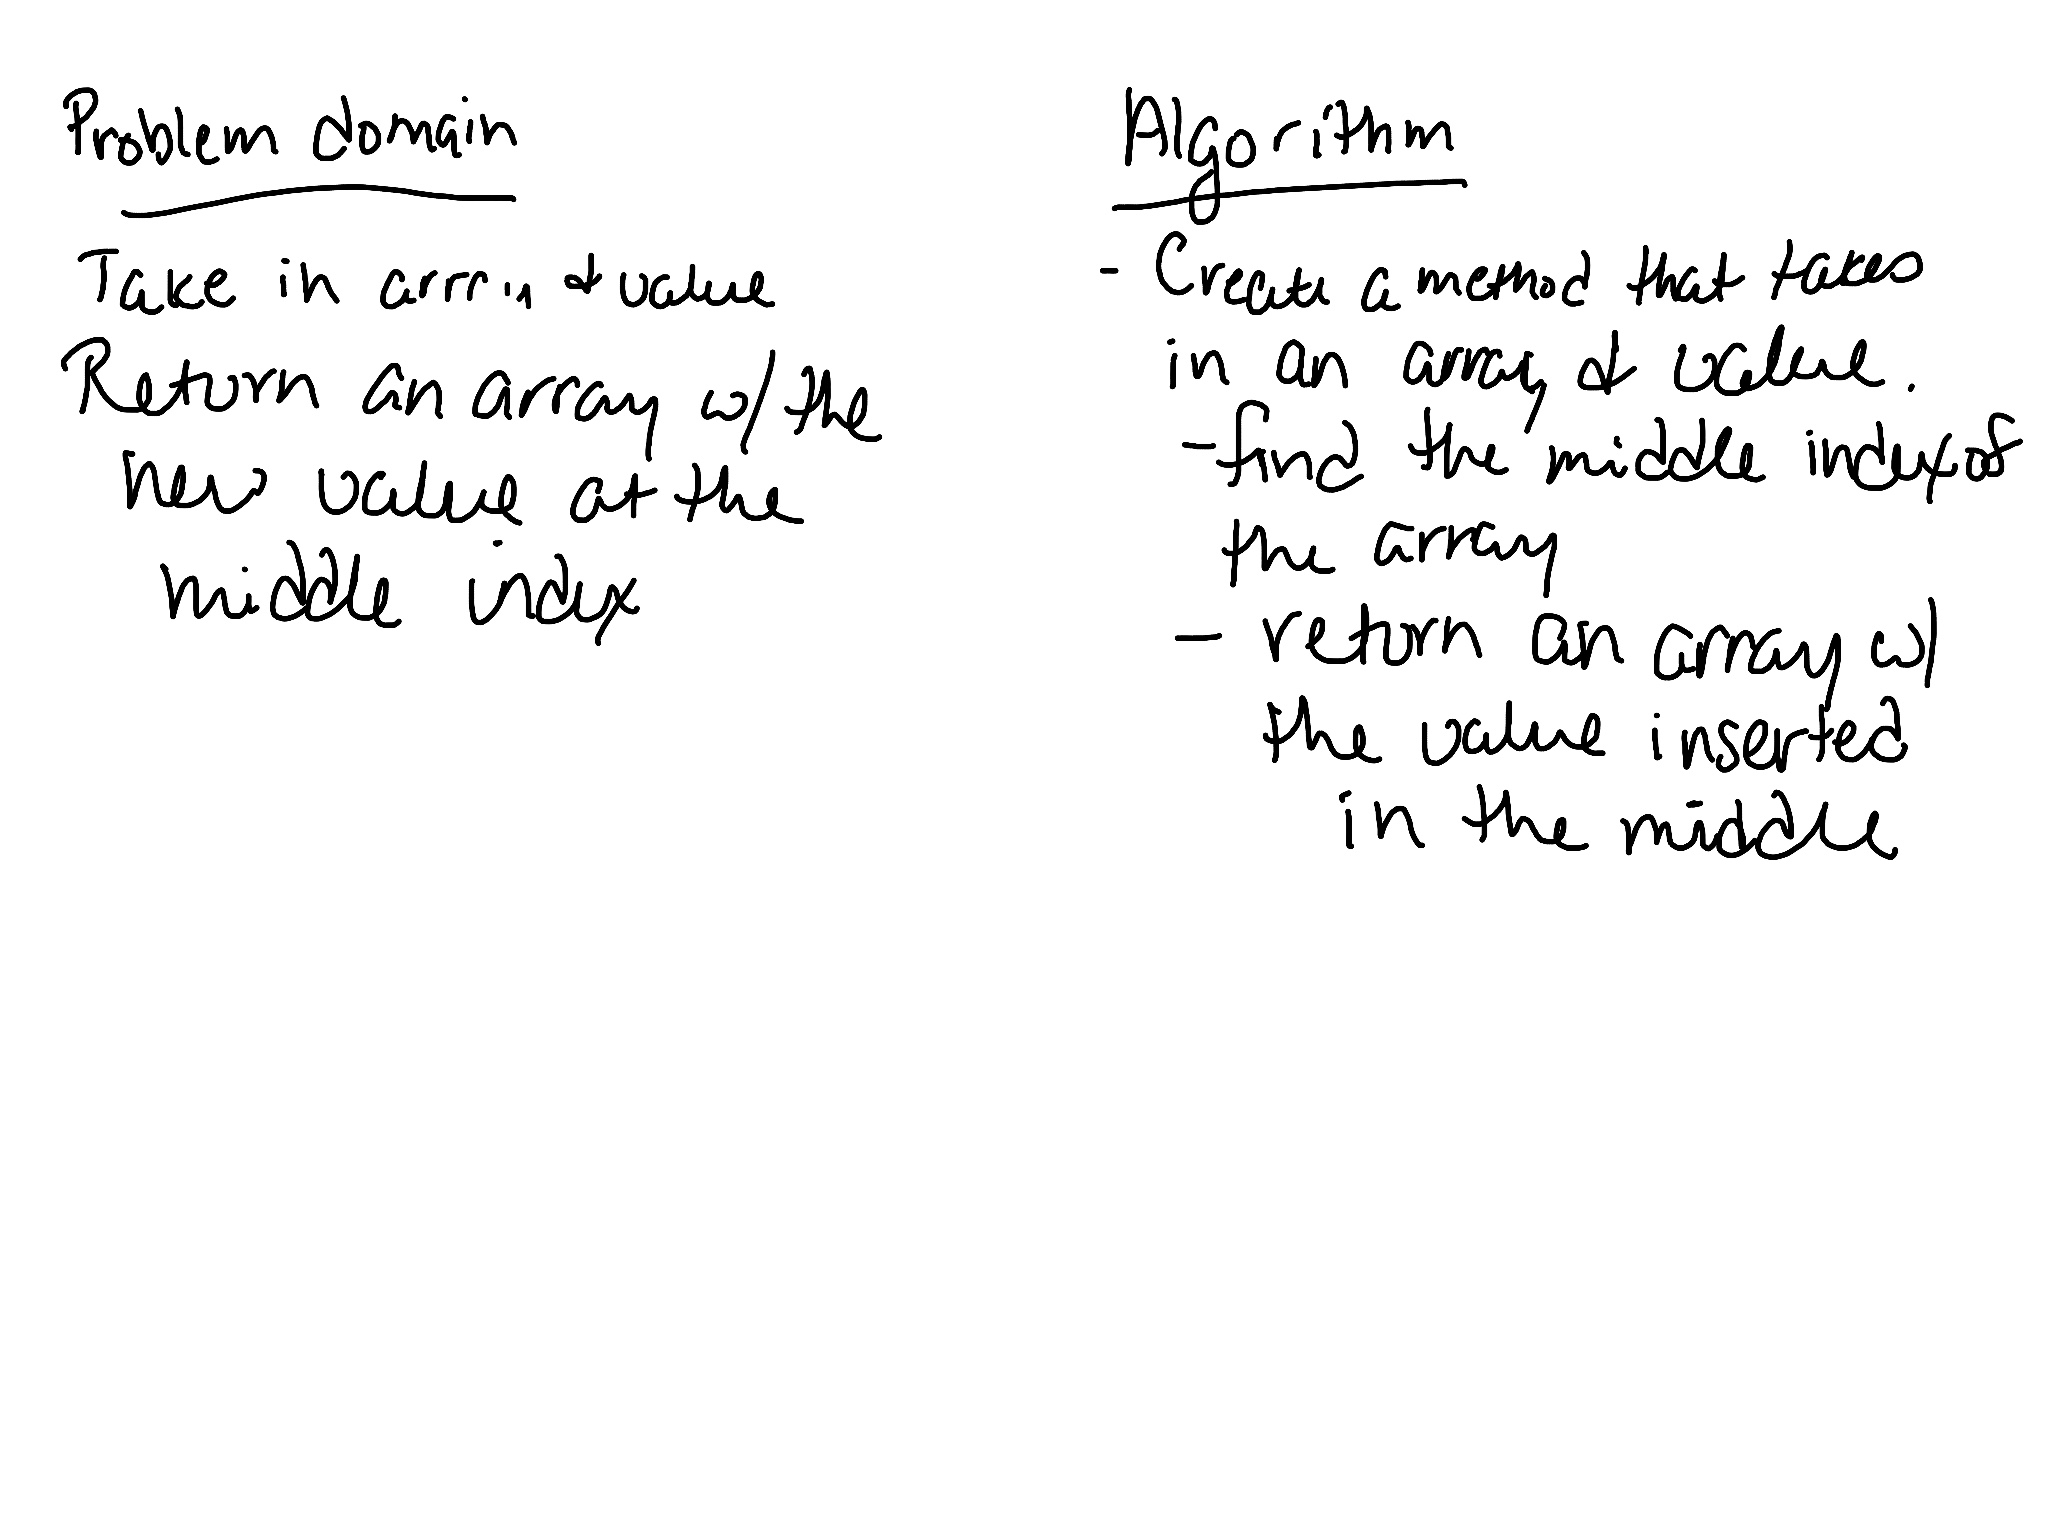 Problem domain
Take in & value
Return an array w/ the
new value at the
middle index
Algorithm
- Create a method that takes
in an array & value.
- find the middle index of
the array
- return an array w/
the value inserted
in the middle